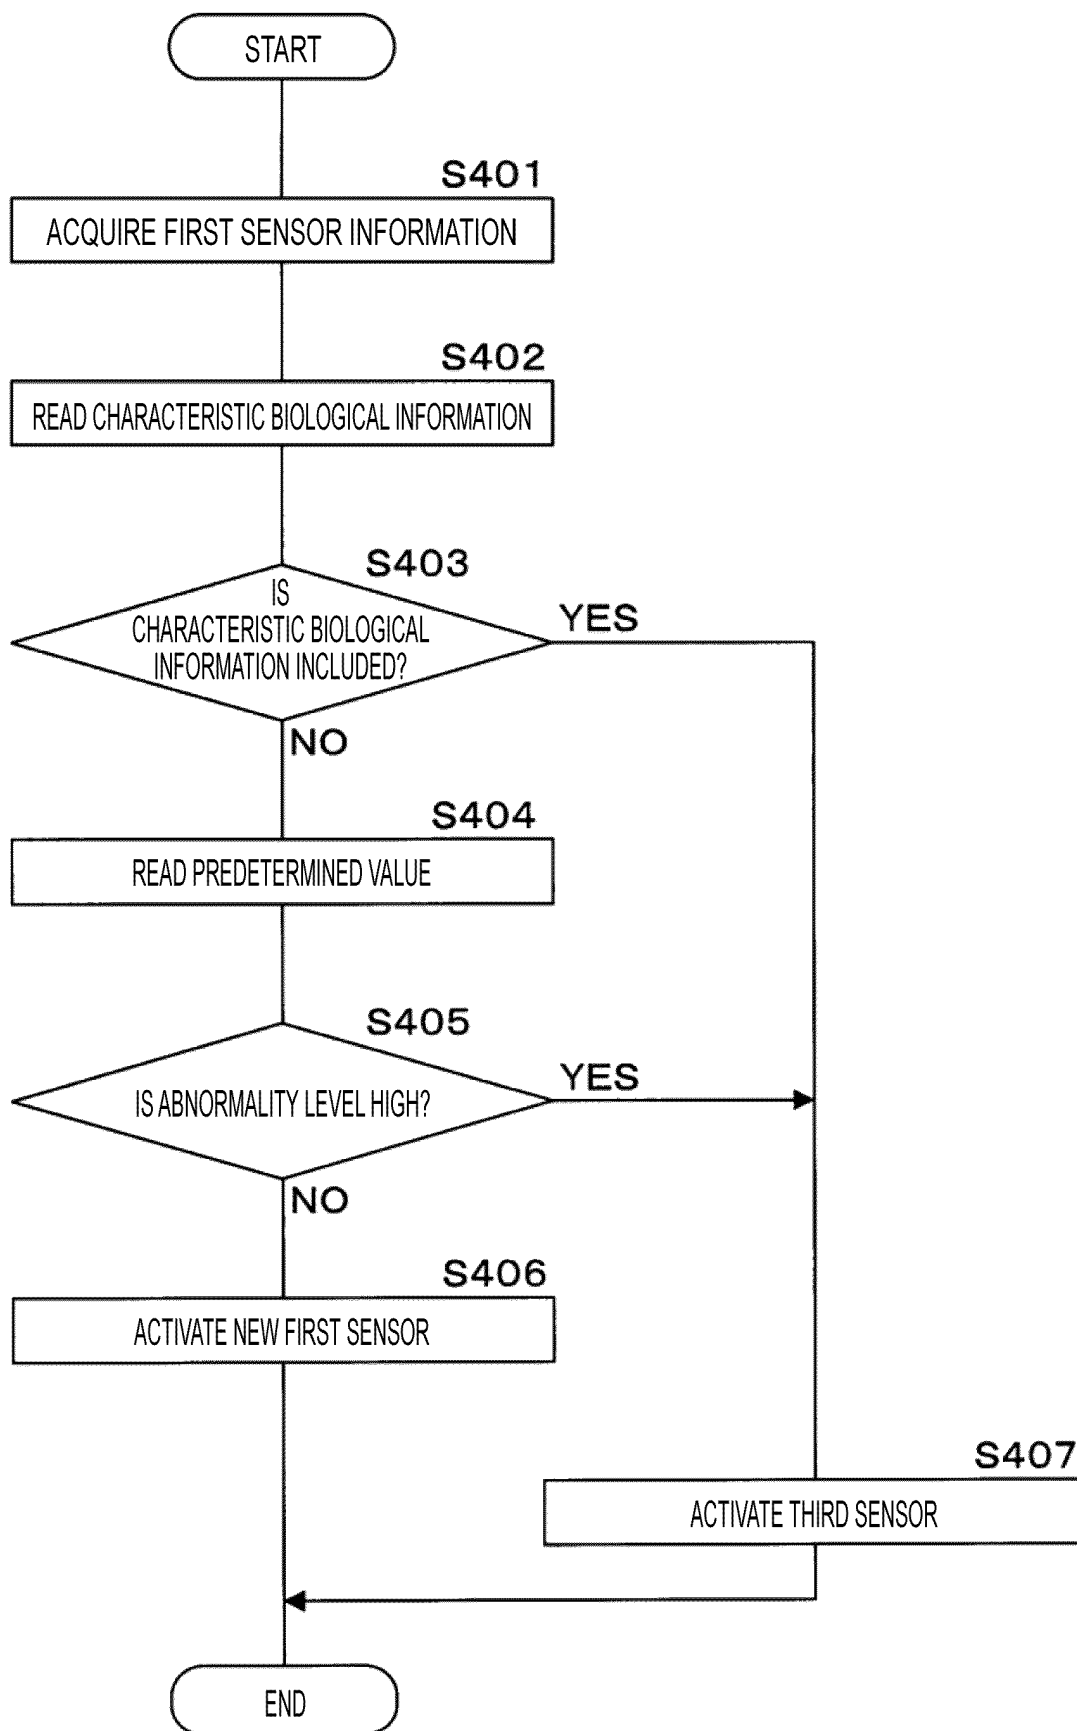 START
S401
ACQUIRE FIRST SENSOR INFORMATION
S402
READ CHARACTERISTIC BIOLOGICAL INFORMATION
S403
IS
CHARACTERISTIC BIOLOGICAL
INFORMATION INCLUDED?
YES
NO
S404
READ PREDETERMINED VALUE
S405
IS ABNORMALITY LEVEL HIGH?
YES
NO
S406
ACTIVATE NEW FIRST SENSOR
S407
ACTIVATE THIRD SENSOR
END